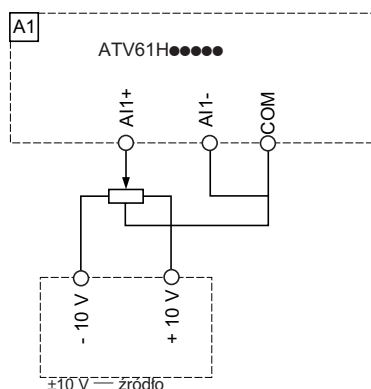 A1
ATV61H●●●●●
AI1+
AI1-
COM
- 10 V
+ 10 V
±10 V — źródło